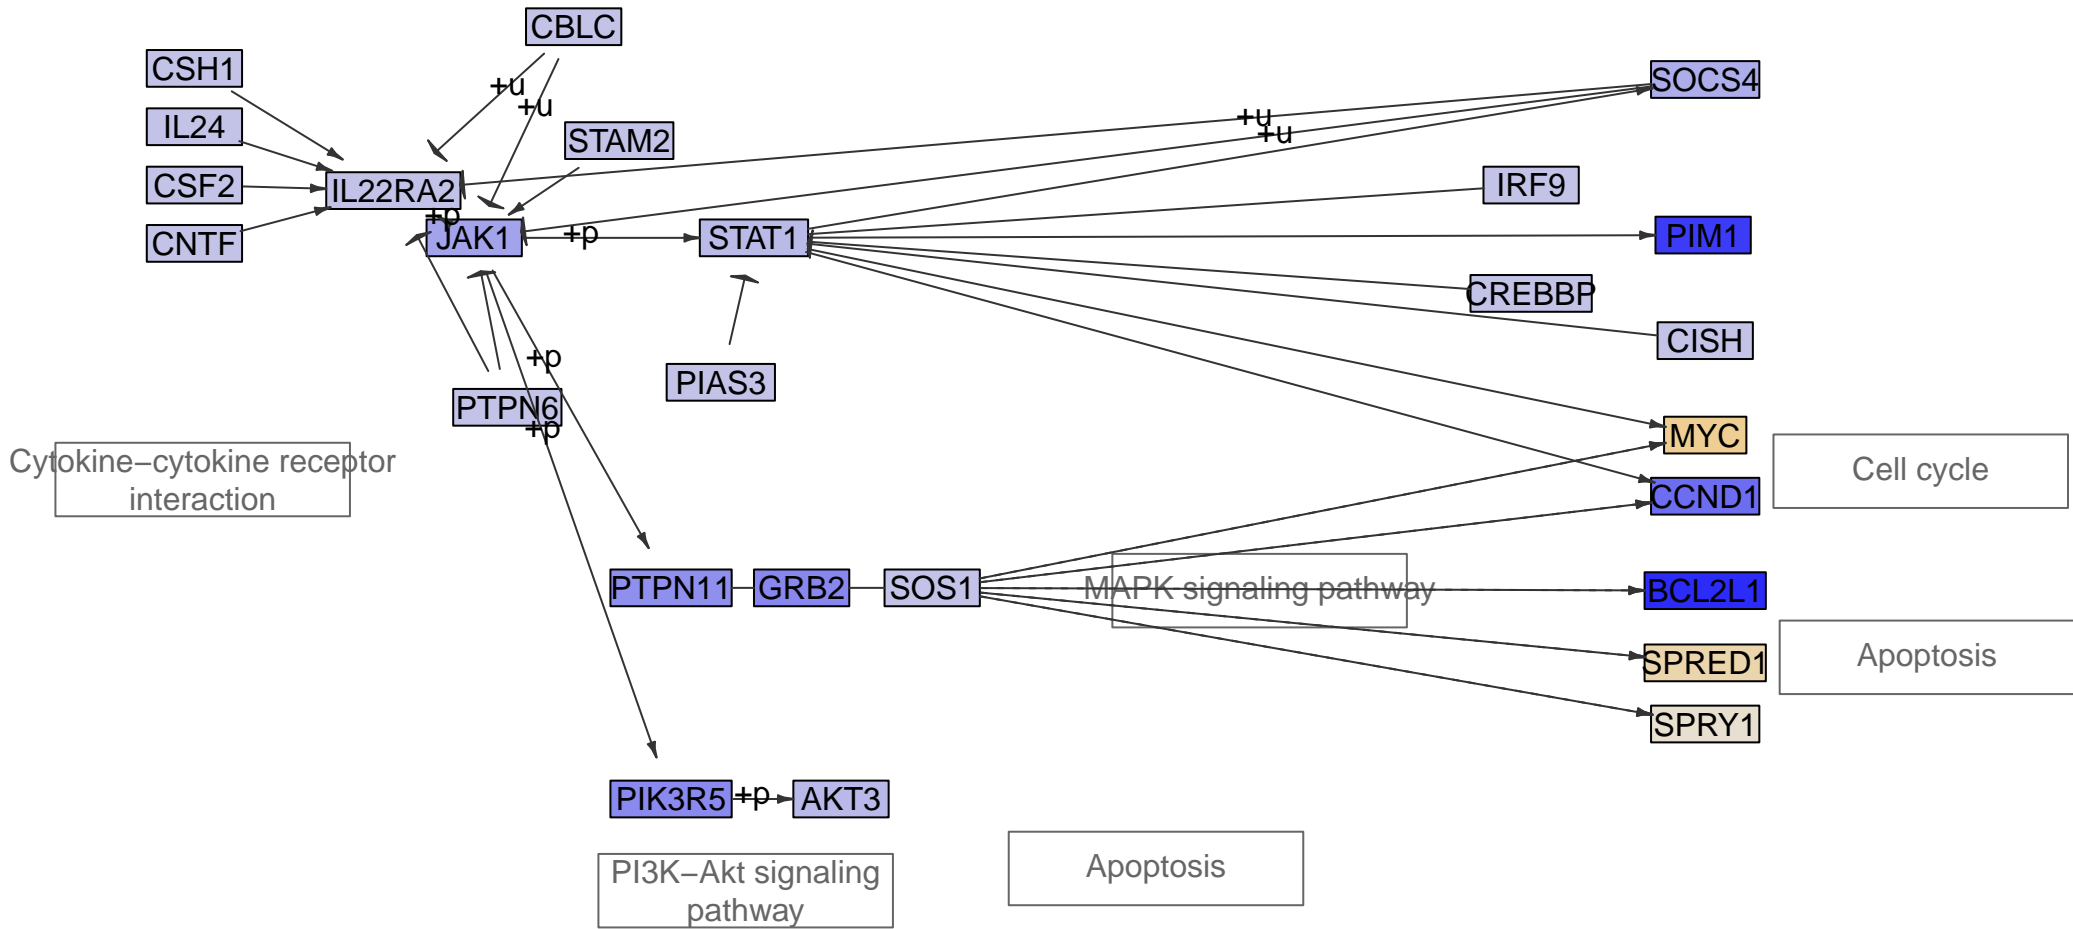 CBLC
CSH1
SOCS4
+u
+u
+u
IL24
+u
STAM2
CSF2
IL22RA2
IRF9
+p
CNTF
JAK1
+p
STAT1
PIM1
CREBBP
CISH
+p
PIAS3
PTPN6
+p
MYC
Cytokine−cytokine receptor
interaction
Cell cycle
CCND1
PTPN11
GRB2
SOS1
MAPK signaling pathway
BCL2L1
SPRED1
Apoptosis
SPRY1
PIK3R5
+p
AKT3
PI3K−Akt signaling
pathway
Apoptosis